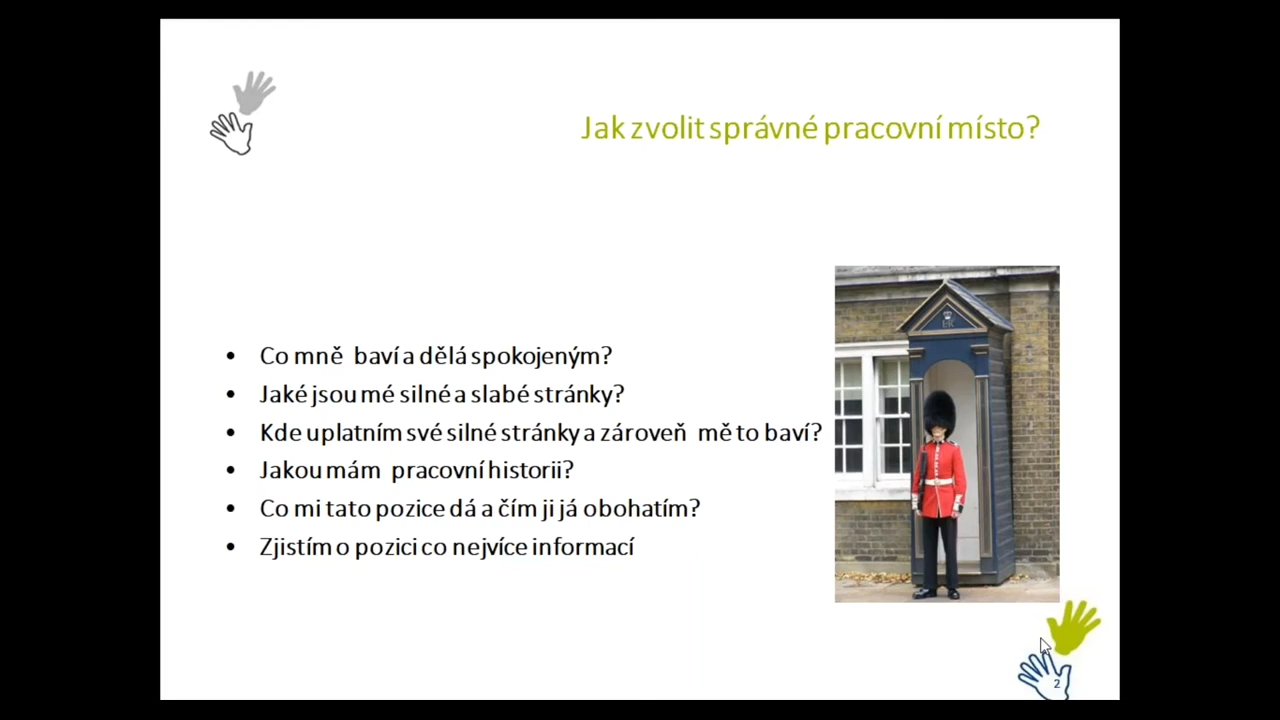 Jak zvolit správné pracovní místo?
• Co mně baví a dělá spokojeným?
• Jaké jsou mé silné a slabé stránky?
• Kde uplatním své silné stránky a zároveň mě to baví?
• Jakou mám pracovní historii?
• Co mi tato pozice dá a čím ji já obohatím?
• Zjistím o pozici co nejvíce informací
2